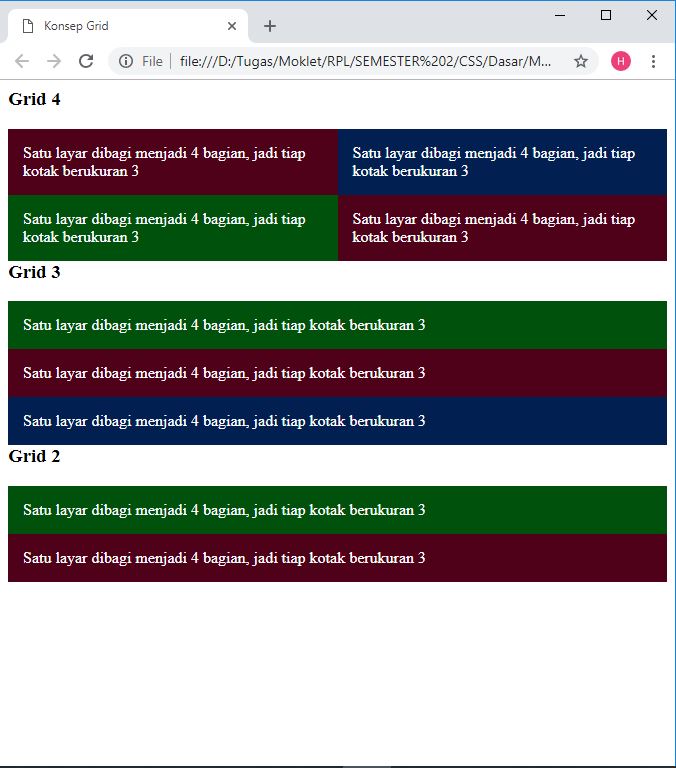 Konsep Grid
File | file:///D:/Tugas/Moklet/RPL/SEMESTER%202/CSS/Dasar/M...
H
Grid 4
Satu layar dibagi menjadi 4 bagian, jadi tiap
kotak berukuran 3
Satu layar dibagi menjadi 4 bagian, jadi tiap
kotak berukuran 3
Satu layar dibagi menjadi 4 bagian, jadi tiap
kotak berukuran 3
Satu layar dibagi menjadi 4 bagian, jadi tiap
kotak berukuran 3
Grid 3
Satu layar dibagi menjadi 4 bagian, jadi tiap kotak berukuran 3
Satu layar dibagi menjadi 4 bagian, jadi tiap kotak berukuran 3
Satu layar dibagi menjadi 4 bagian, jadi tiap kotak berukuran 3
Grid 2
Satu layar dibagi menjadi 4 bagian, jadi tiap kotak berukuran 3
Satu layar dibagi menjadi 4 bagian, jadi tiap kotak berukuran 3